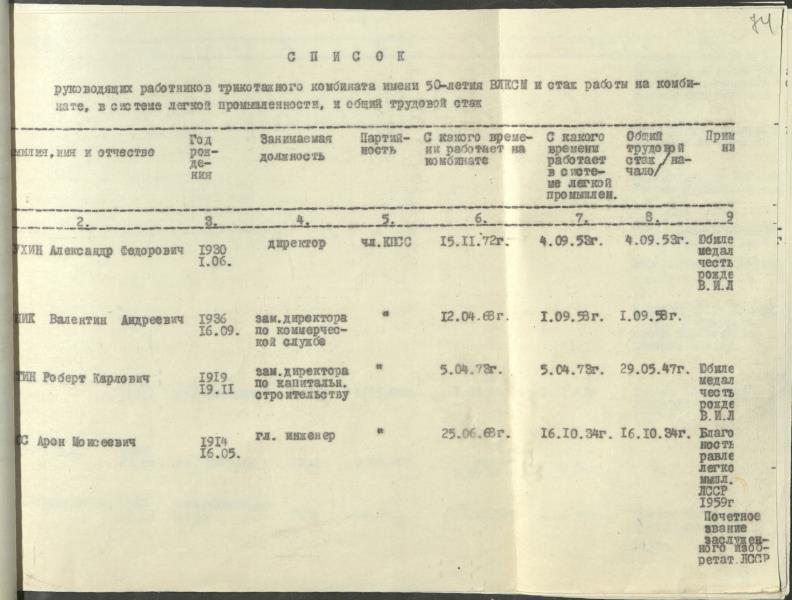 74
С П И С О К
руководящих работников трикотажного комбината имени 50-летия ВЛКСМ и стаж работы на комби-
нате, в системе легкой промышленности, и общий трудовой стаж
милия,имя и отчество Год рож- де- ния Занимаемая должность Партий- ность С какого време- ни работает на комбинате С какого времени работает в систе- ме легкой промышлен. Общий трудовой стаж /на- чало/ Прим ни
2. 3. 4. 5. 6. 7. 8. 9
УХИН Александр Федорович 1930 1.06. директор чл.КПСС 15.11.72г. 4.09.53г. 4.09.53г. Юбиле медал честь рожде В.И.Л
НИК Валентин Андреевич 1936 16.09. зам.директора по коммерчес- кой службе " 12.04.68г. 1.09.58г. 1.09.58г.
ТИН Роберт Карлович 1919 19.11 зам.директора по капитальн. строительству " 5.04.73г. 5.04.73г. 29.05.47г. Юбиле медал честь рожде В.И.Л
СС Арон Моисеевич 1914 16.05. гл. инженер " 25.06.68г. 16.10.34г. 16.10.34г. Благо ность равле легко мышл. ЛССР 1959г
Почетное
звание
заслужен-
ного изоб-
ретат.ЛССР